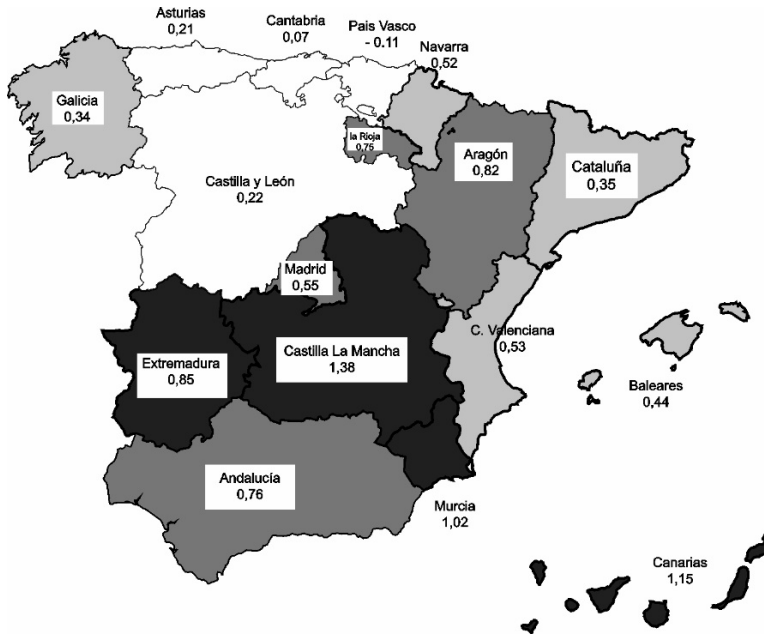 Asturias
0,21
Cantabria
0,07
Pais Vasco
- 0.11
Navarra
0,52
Galicia
0,34
la Rioja
0,75
Aragón
0,82
Cataluña
0,35
Castilla y León
0,22
Madrid
0,55
C. Valenciana
0,53
Castilla La Mancha
1,38
Extremadura
0,85
Baleares
0,44
Andalucía
0,76
Murcia
1,02
Canarias
1,15